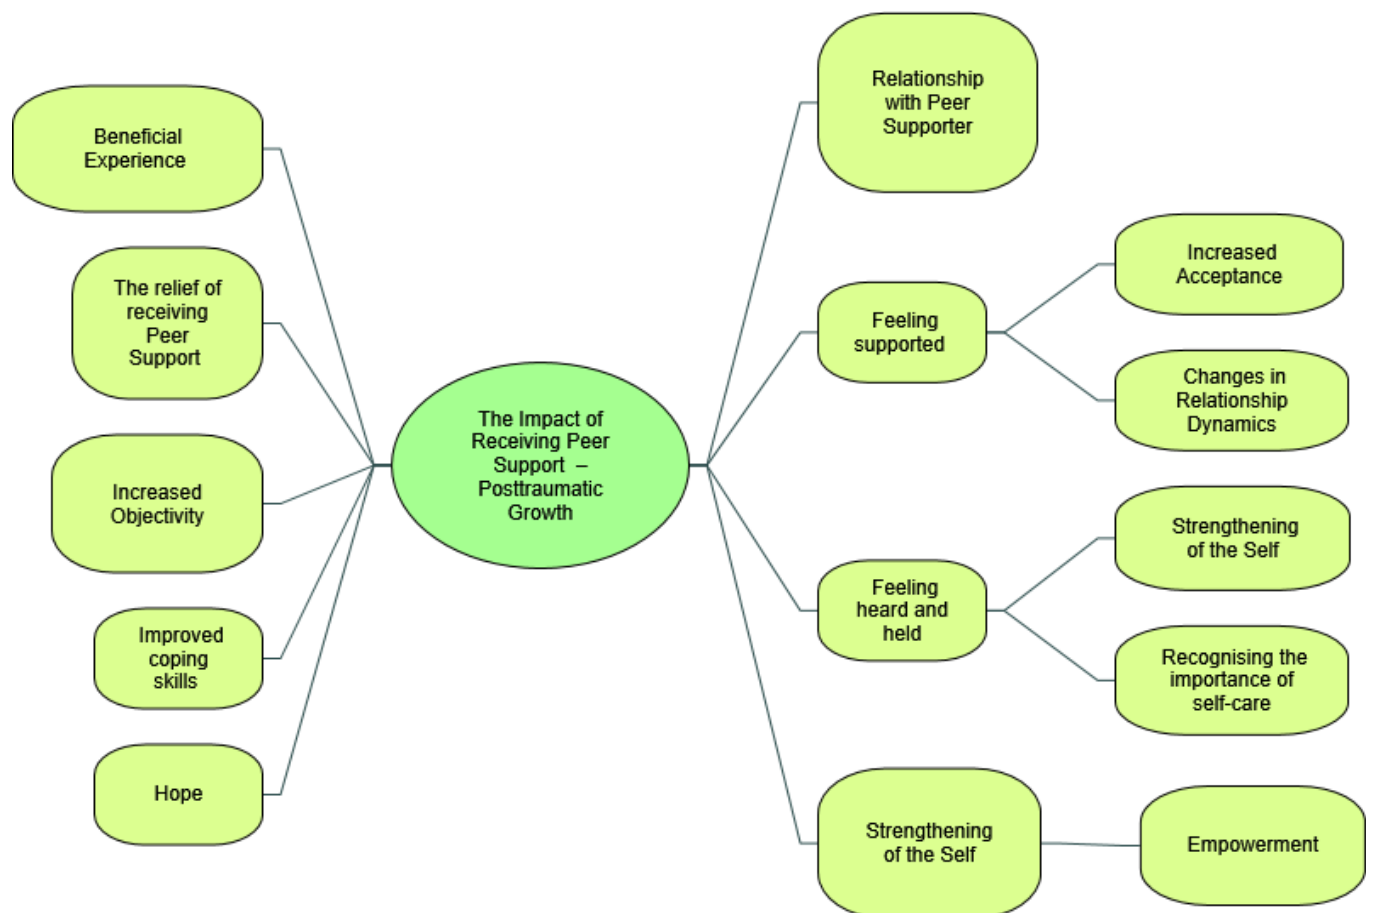 Beneficial
Experience
The relief of
receiving
Peer
Support
Increased
Objectivity
Improved
coping
skills
Hope
The Impact of
Receiving Peer
Support –
Posttraumatic
Growth
Relationship
with Peer
Supporter
Feeling
supported
Increased
Acceptance
Changes in
Relationship
Dynamics
Feeling
heard and
held
Strengthening
of the Self
Recognising the
importance of
self-care
Strengthening
of the Self
Empowerment